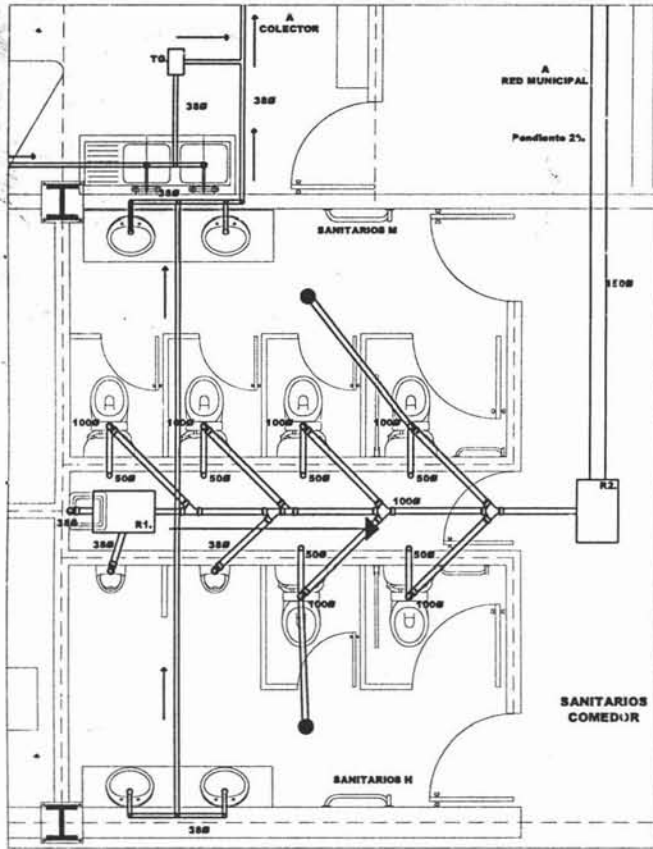 A
COLECTOR
TG.
38Ø
38Ø
A
RED MUNICIPAL
Pendiente 2%
38Ø
SANITARIOS M
150Ø
100Ø
100Ø
100Ø
100Ø
50Ø
50Ø
50Ø
50Ø
R2.
100Ø
38Ø
R1.
38Ø
38Ø
50Ø
50Ø
100Ø
100Ø
SANITARIOS
COMEDOR
SANITARIOS H
38Ø